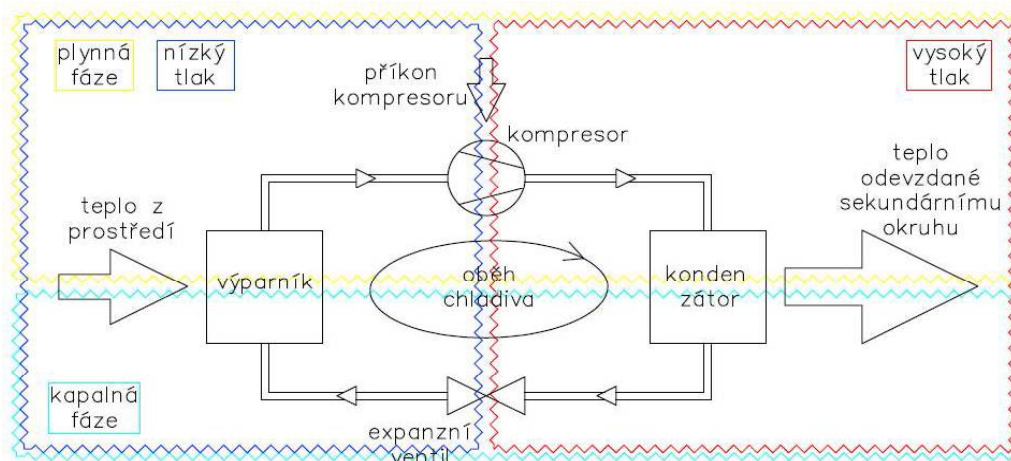 plynná
fáze
nízký
tlak
vysoký
tlak
příkon
kompresoru
kompresor
teplo z
prostředí
teplo
odevzdané
sekundárnímu
okruhu
výparník
oběh
chladiva
konden
zátor
kapalná
fáze
expanzní
ventil